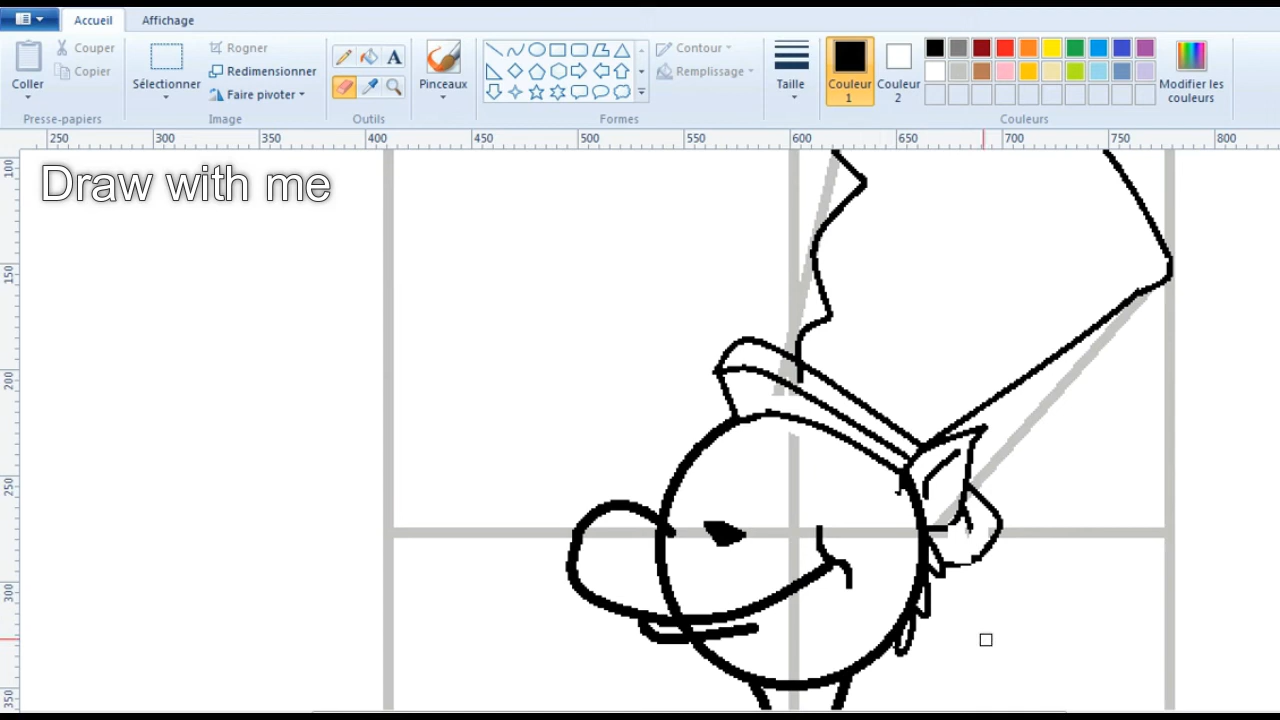 Accueil Affichage
Coller
Couper
Copier
Presse-papiers
Sélectionner
Rogner
Redimensionner
Faire pivoter
Image
A
Outils
Pinceaux
Formes
Contour
Remplissage
Taille
Couleur
1
Couleur
2
Couleurs
Modifier les
couleurs
250 300 350 400 450 500 550 600 650 700 750 800
100
150
200
250
300
350
Draw with me